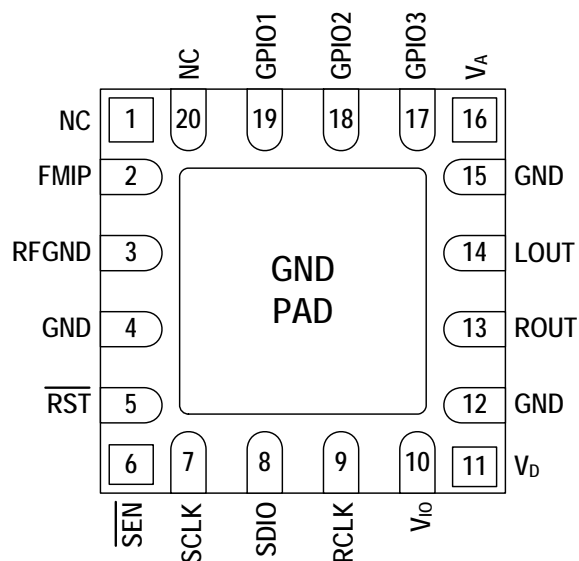 NC
GPIO1
GPIO2
GPIO3
VA
NC 1 20 19 18 17 16
FMIP 2 15 GND
RFGND 3 14 LOUT
GND
PAD
GND 4 13 ROUT
R̅S̅T̅ 5 12 GND
6 7 8 9 10 11 VD
S̅E̅N̅
SCLK
SDIO
RCLK
VIO